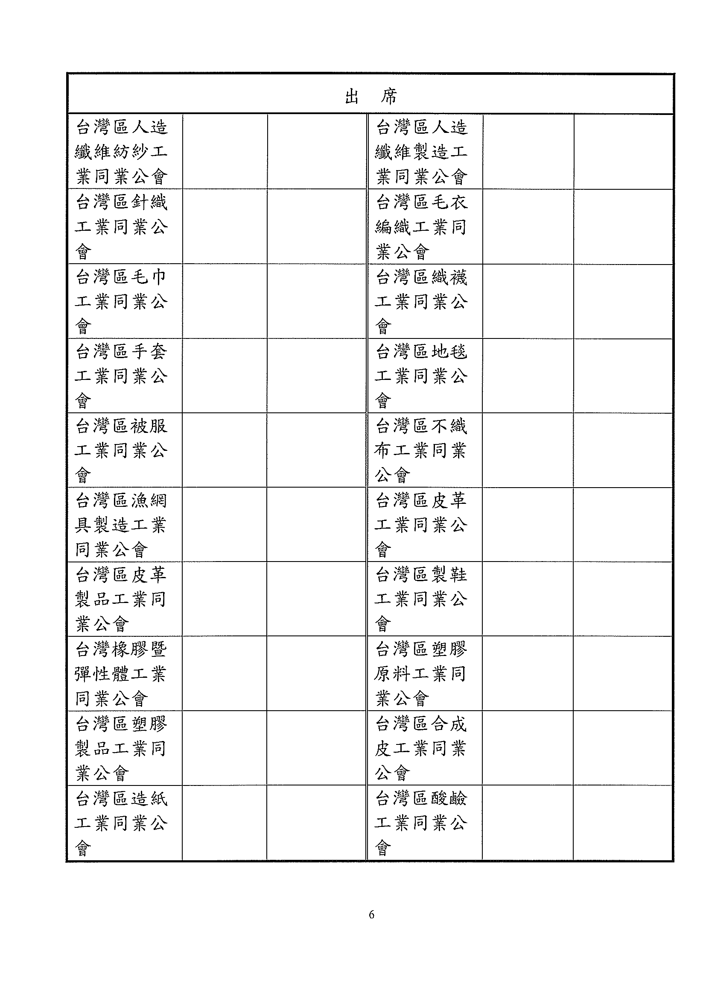 出 席
台灣區人造
纖維紡紗工
業同業公會
台灣區人造
纖維製造工
業同業公會
台灣區針織
工業同業公
會
台灣區毛衣
編織工業同
業公會
台灣區毛巾
工業同業公
會
台灣區織襪
工業同業公
會
台灣區手套
工業同業公
會
台灣區地毯
工業同業公
會
台灣區被服
工業同業公
會
台灣區不織
布工業同業
公會
台灣區漁網
具製造工業
同業公會
台灣區皮革
工業同業公
會
台灣區皮革
製品工業同
業公會
台灣區製鞋
工業同業公
會
台灣橡膠暨
彈性體工業
同業公會
台灣區塑膠
原料工業同
業公會
台灣區塑膠
製品工業同
業公會
台灣區合成
皮工業同業
公會
台灣區造紙
工業同業公
會
台灣區酸鹼
工業同業公
會
6